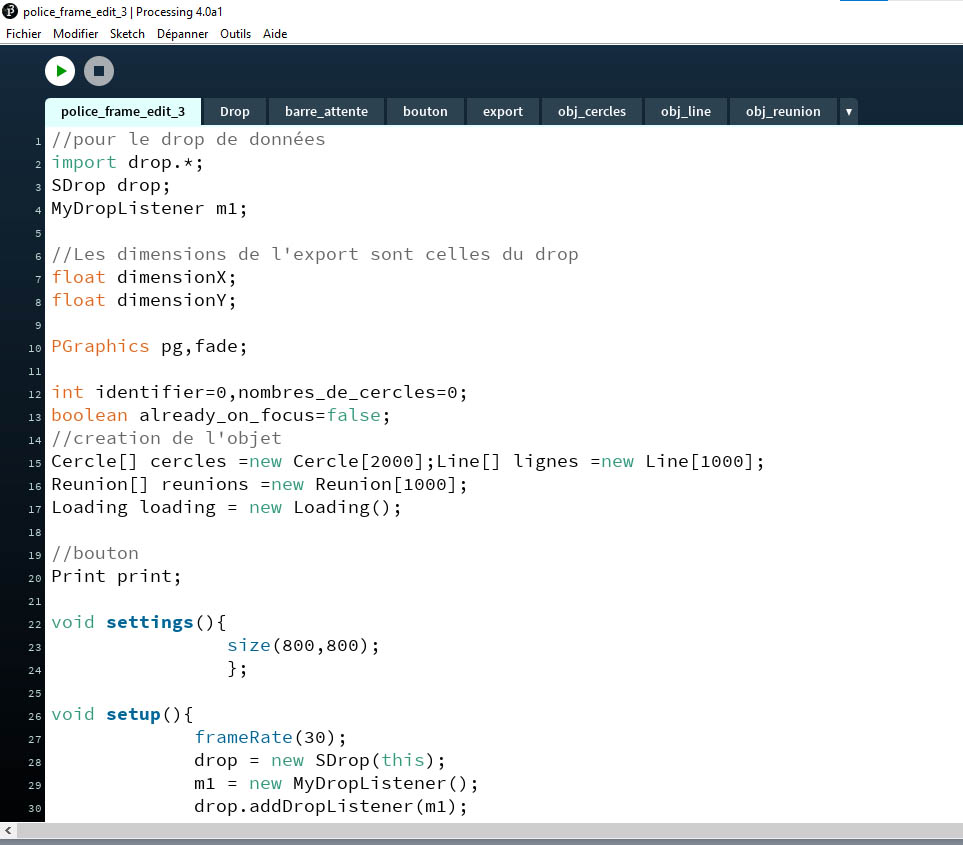 police_frame_edit_3 | Processing 4.0a1
Fichier Modifier Sketch Dépanner Outils Aide
police_frame_edit_3 Drop barre_attente bouton export obj_cercles obj_line obj_reunion ▼
1 //pour le drop de données
2 import drop.*;
3 SDrop drop;
4 MyDropListener m1;
5
6 //Les dimensions de l'export sont celles du drop
7 float dimensionX;
8 float dimensionY;
9
10 PGraphics pg,fade;
11
12 int identifier=0,nombres_de_cercles=0;
13 boolean already_on_focus=false;
14 //creation de l'objet
15 Cercle[] cercles =new Cercle[2000];Line[] lignes =new Line[1000];
16 Reunion[] reunions =new Reunion[1000];
17 Loading loading = new Loading();
18
19 //bouton
20 Print print;
21
22 void settings(){
23 size(800,800);
24 };
25
26 void setup(){
27 frameRate(30);
28 drop = new SDrop(this);
29 m1 = new MyDropListener();
30 drop.addDropListener(m1);